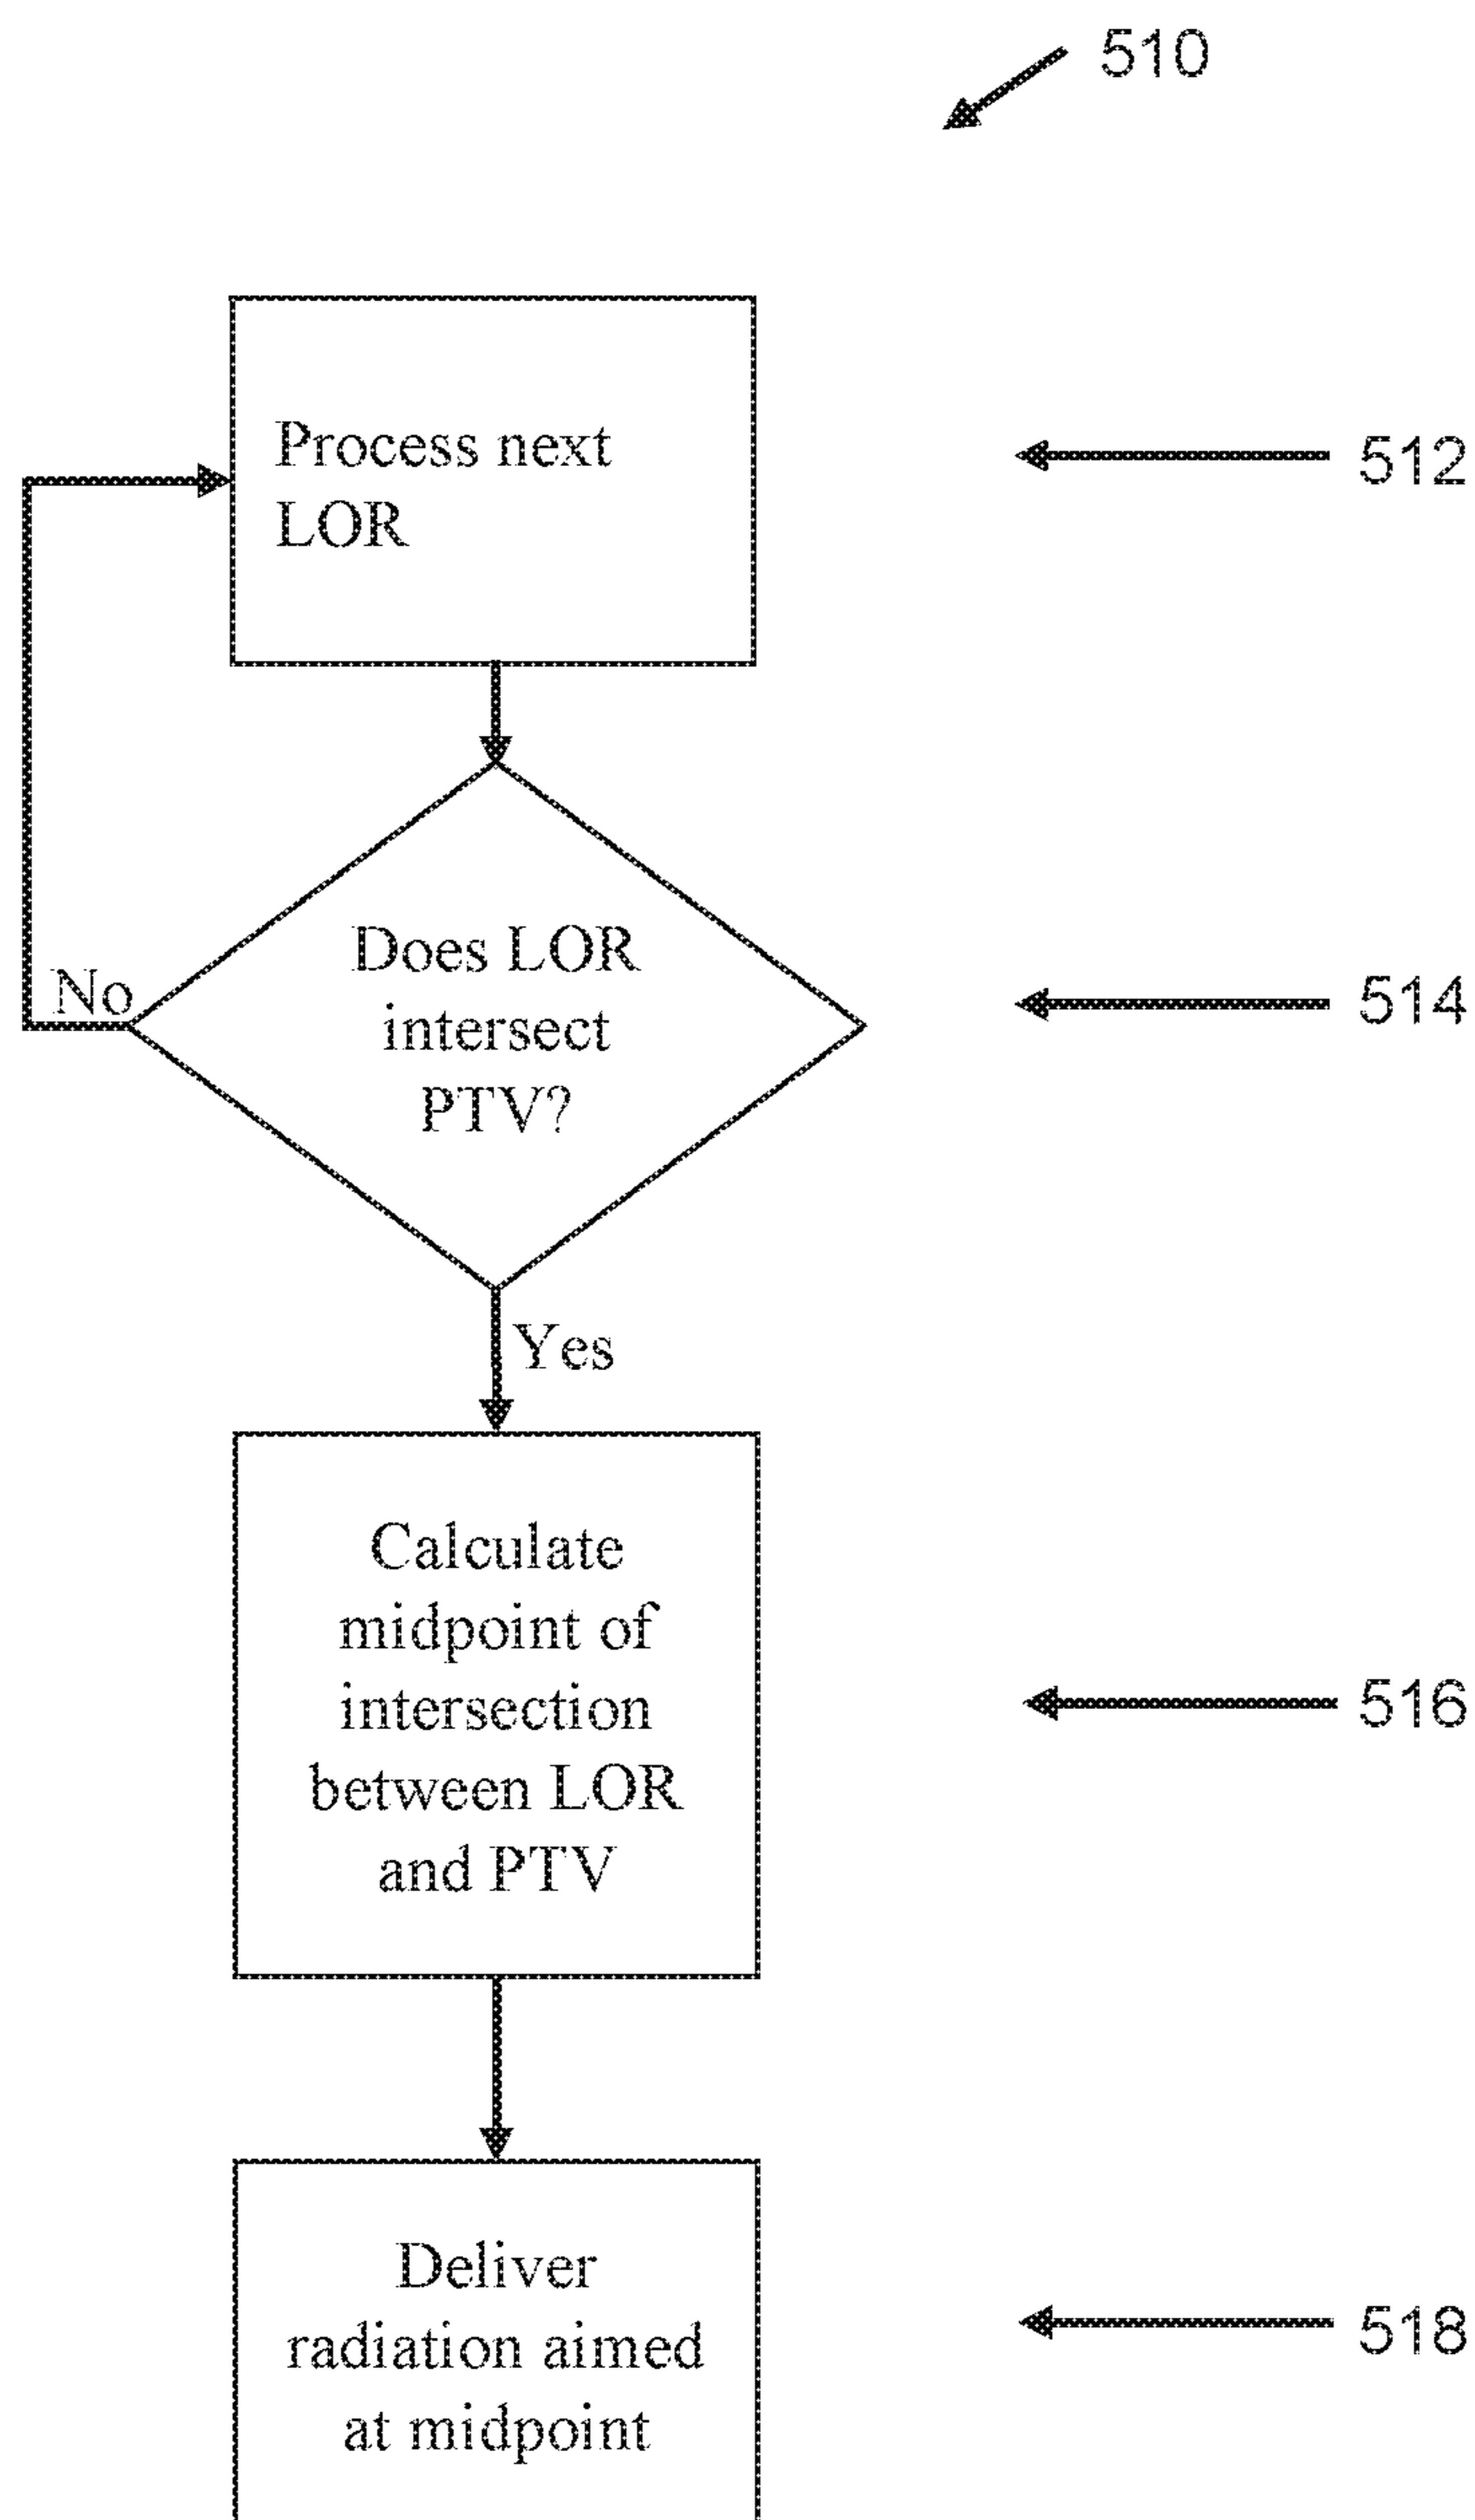 510
Process next
LOR
512
Does LOR
intersect
PTV?
514
No
Yes
Calculate
midpoint of
intersection
between LOR
and PTV
516
Deliver
radiation aimed
at midpoint
518